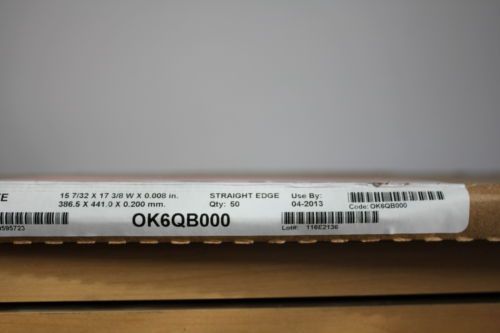 15 7/32 X 17 3/8 W X 0.008 in.
386.5 X 441.0 X 0.200 mm.
STRAIGHT EDGE
Qty: 50
Use By:
04-2013
Code: OK6QB000
OK6QB000
Lot#: 116E2136